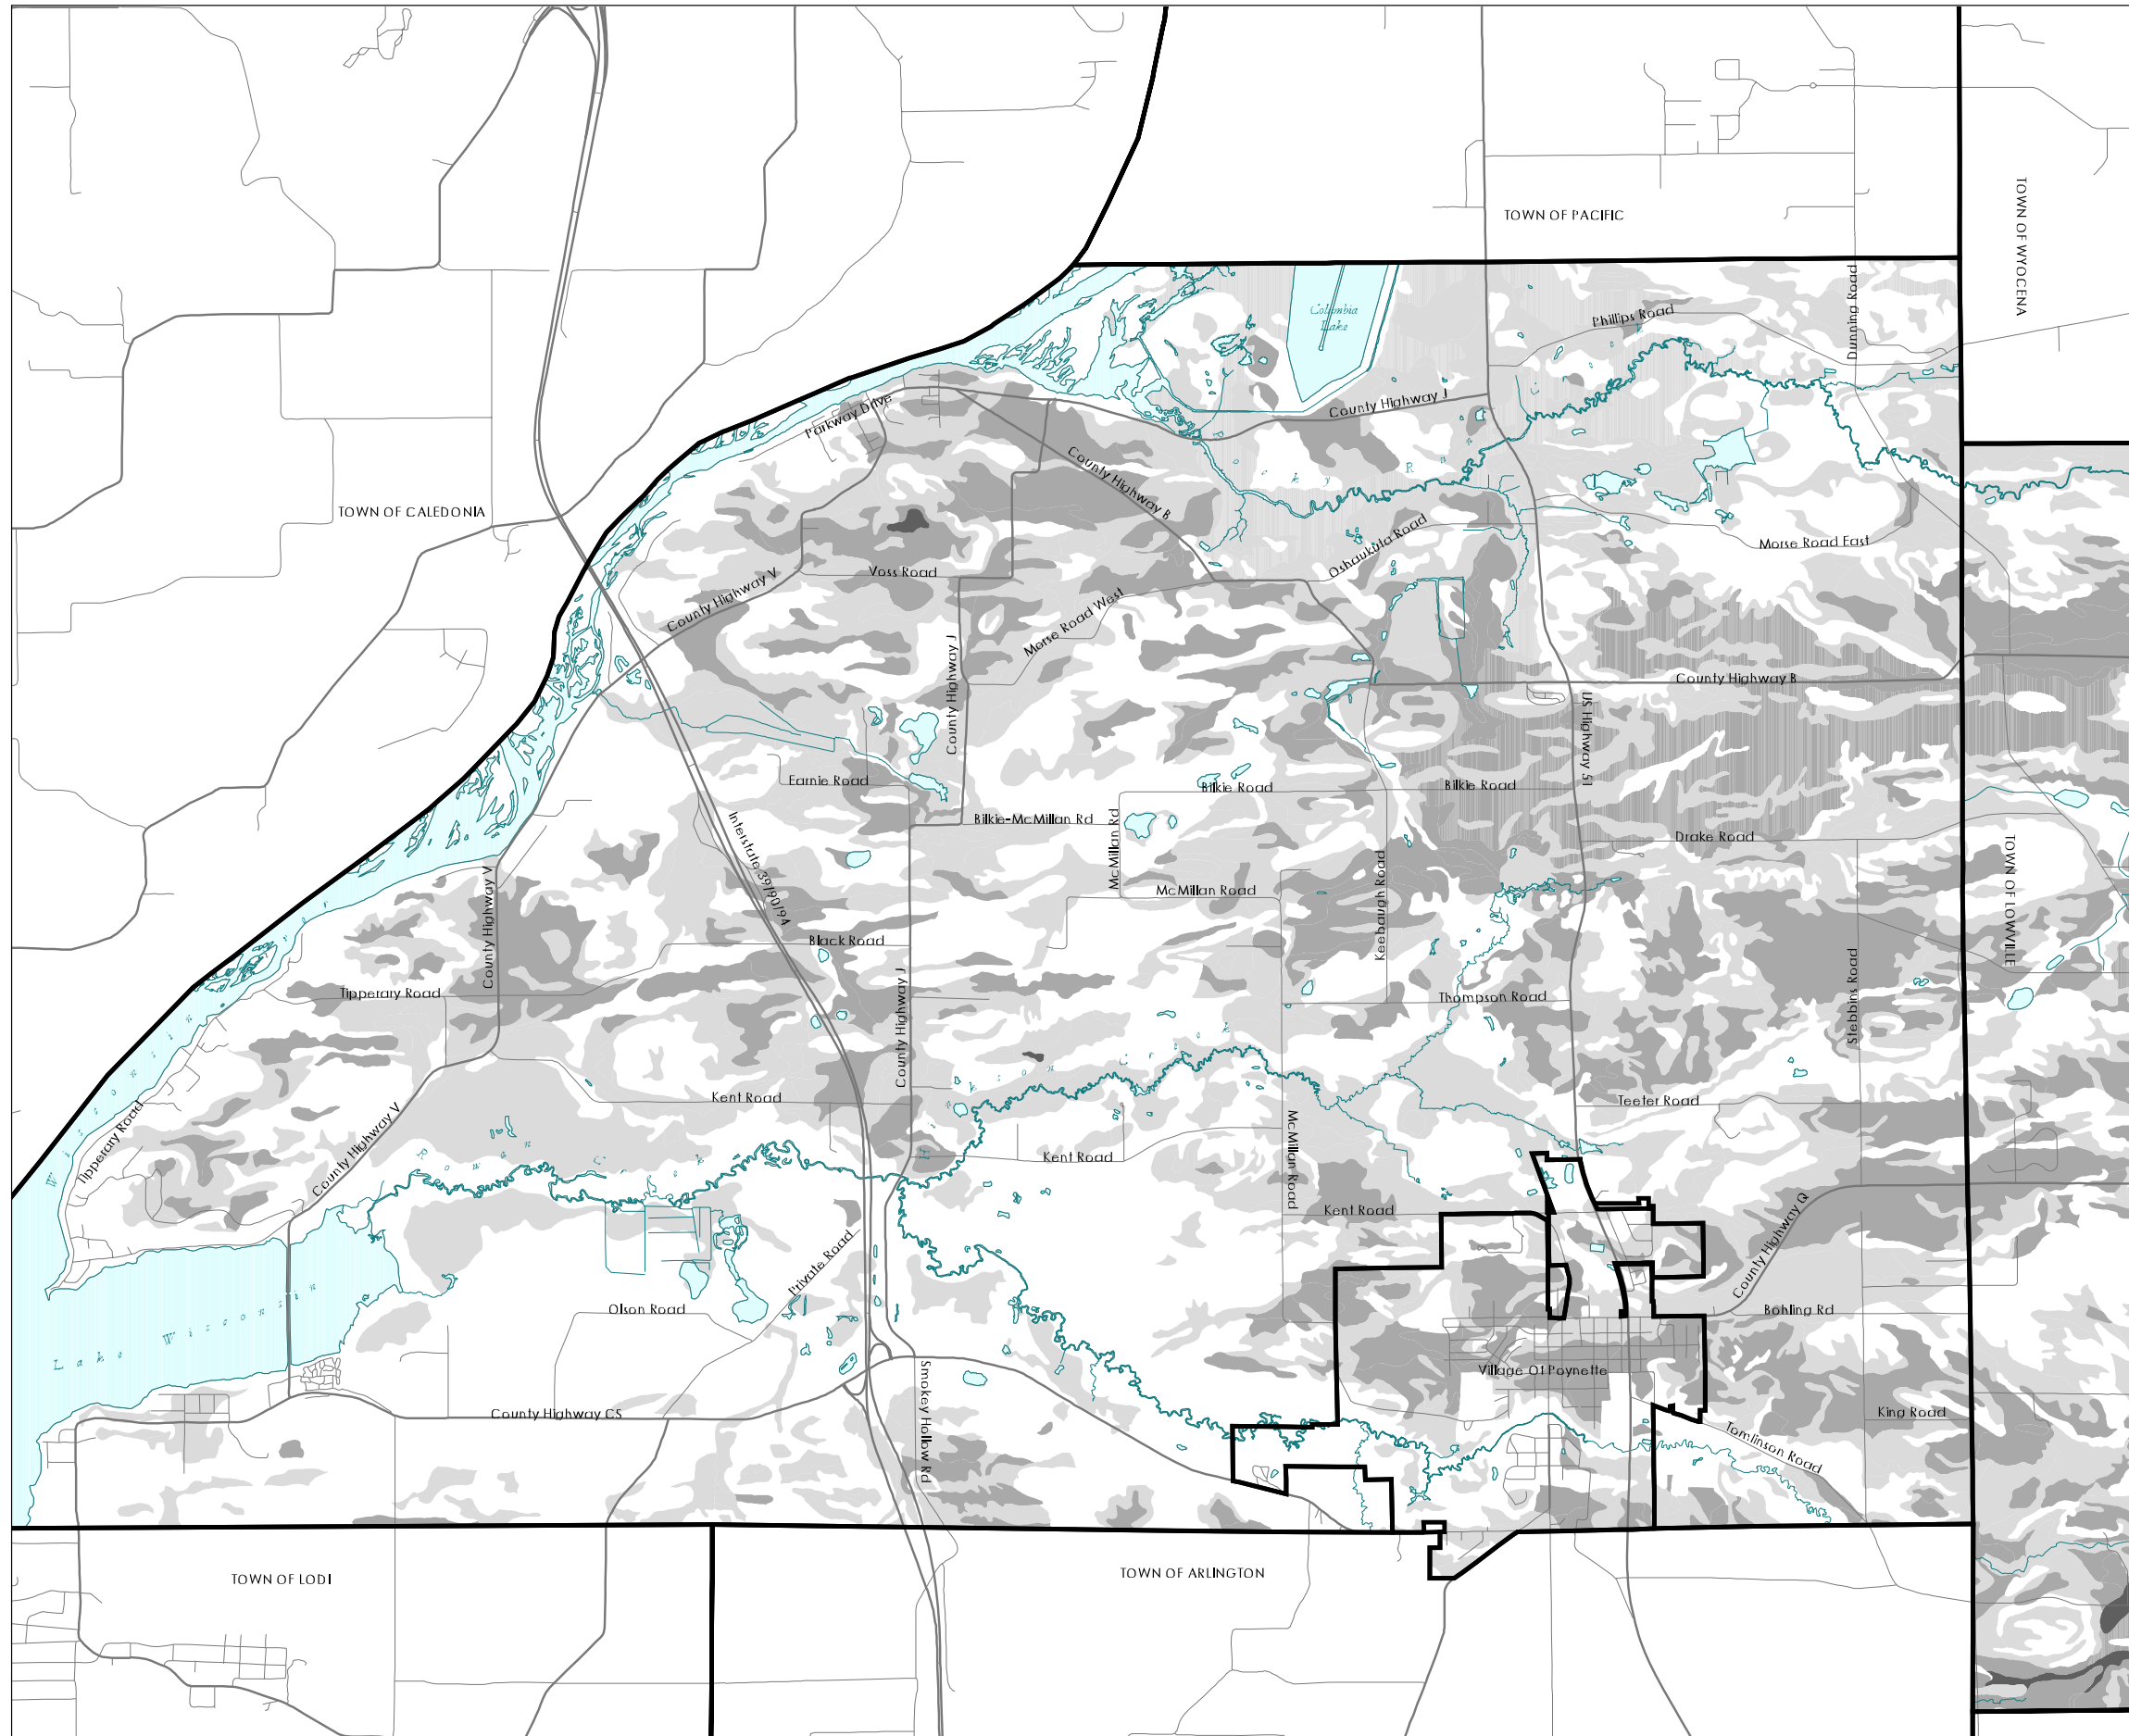 TOWN OF PACIFIC
TOWN OF WYOCENA
Columbia
Lake
Phillips Road
Dunning Road
Parkway Drive
County Highway J
County Highway B
R o c k y R u n
TOWN OF CALEDONIA
Oshaukuta Road
Morse Road East
Voss Road
County Highway V
Morse Road West
County Highway J
County Highway B
US Highway 51
Earnie Road
Bilkie Road
Bilkie Road
Bilkie-McMillan Rd
McMillan Rd
Interstate 39/90/94
Drake Road
TOWN OF LOWVILLE
McMillan Road
Keebaugh Road
County Highway V
Black Road
Stebbins Road
Tipperary Road
Thompson Road
County Highway J
W i s c o n s i n R i v e r
H i n k s o n C r e e k
Kent Road
Teeter Road
Tipperary Road
County Highway V
R o w a n C r e e k
Kent Road
McMillan Road
Kent Road
County Highway Q
Private Road
Olson Road
Bohling Rd
L a k e W i s c o n s i n
Village Of Poynette
Smokey Hollow Rd
County Highway CS
King Road
Tomlinson Road
TOWN OF LODI
TOWN OF ARLINGTON